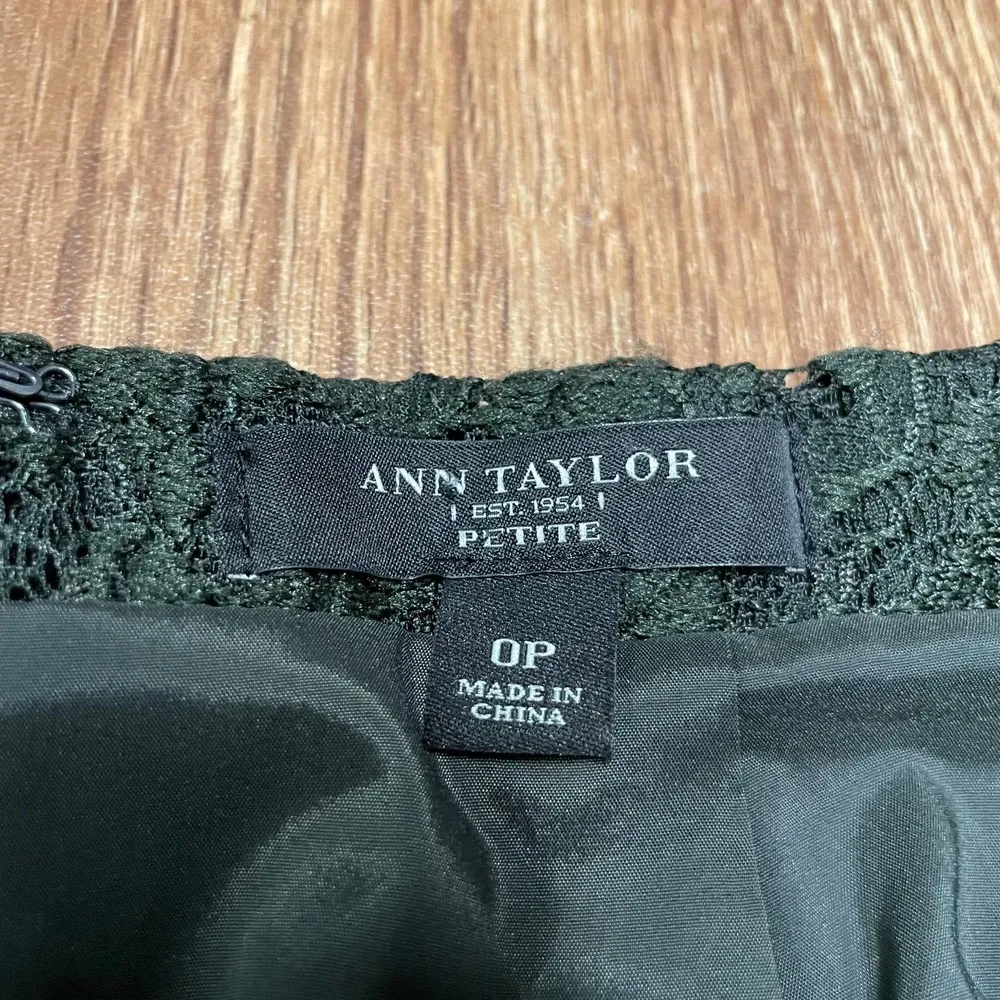 ANN TAYLOR
EST. 1954
PETITE
0P
MADE IN
CHINA